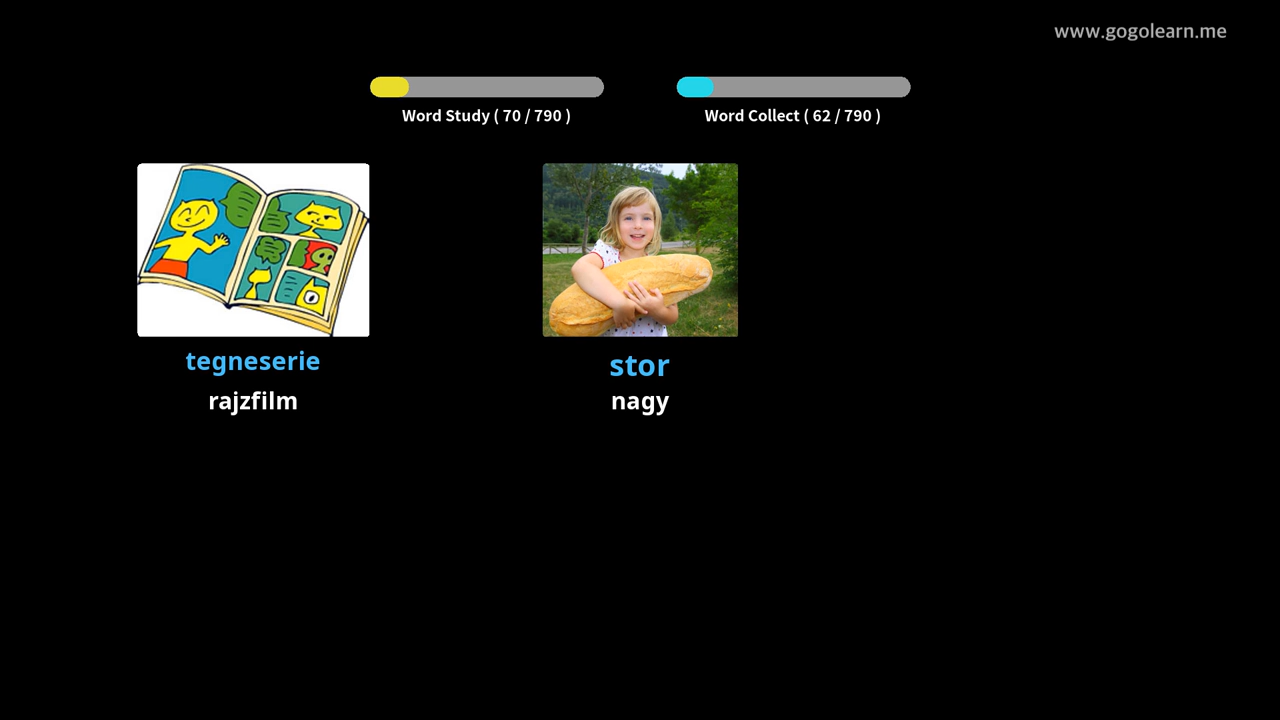 www.gogolearn.me
Word Study ( 70 / 790 )
Word Collect ( 62 / 790 )
tegneserie
rajzfilm
stor
nagy